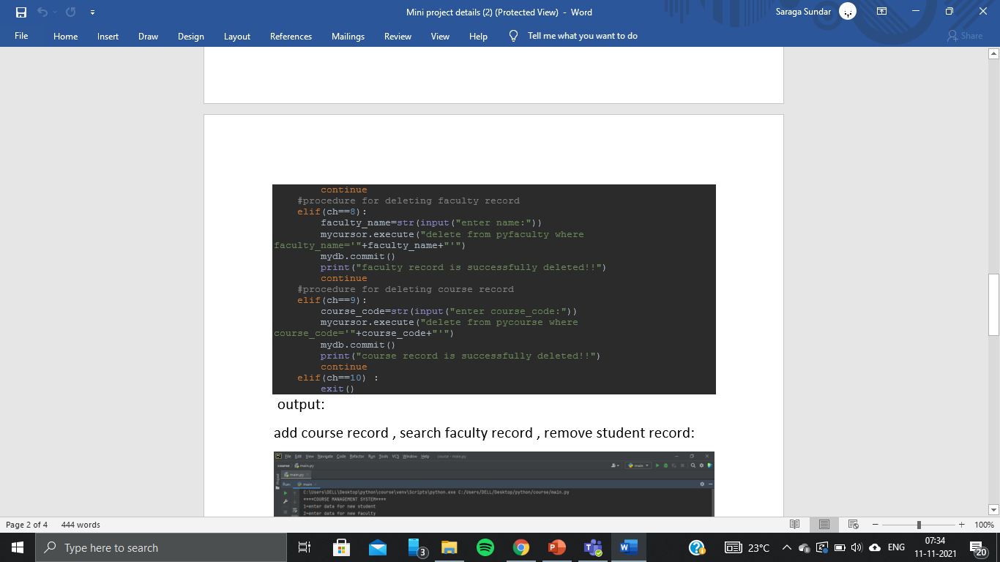 Mini project details (2) (Protected View) - Word
Saraga Sundar
File Home Insert Draw Design Layout References Mailings Review View Help Tell me what you want to do Share
continue
#procedure for deleting faculty record
elif(ch==8):
faculty_name=str(input("enter name:"))
mycursor.execute("delete from pyfaculty where
faculty_name='"+faculty_name+"'")
mydb.commit()
print("faculty record is successfully deleted!!")
continue
#procedure for deleting course record
elif(ch==9):
course_code=str(input("enter course_code:"))
mycursor.execute("delete from pycourse where
course_code='"+course_code+"'")
mydb.commit()
print("course record is successfully deleted!!")
continue
elif(ch==10) :
exit()
output:
add course record , search faculty record , remove student record:
File Edit View Navigate Code Refactor Run Tools VCS Window Help course - main.py
course main.py main
main.py
Project
Run: main
C:\Users\DELL\Desktop\python\course\venv\Scripts\python.exe C:/Users/DELL/Desktop/python/course/main.py
****COURSE MANAGEMENT SYSTEM****
1=enter data for new student
2=enter data for new faculty
Page 2 of 4 444 words 100%
Type here to search
3
23°C
ENG
07:34
11-11-2021
20